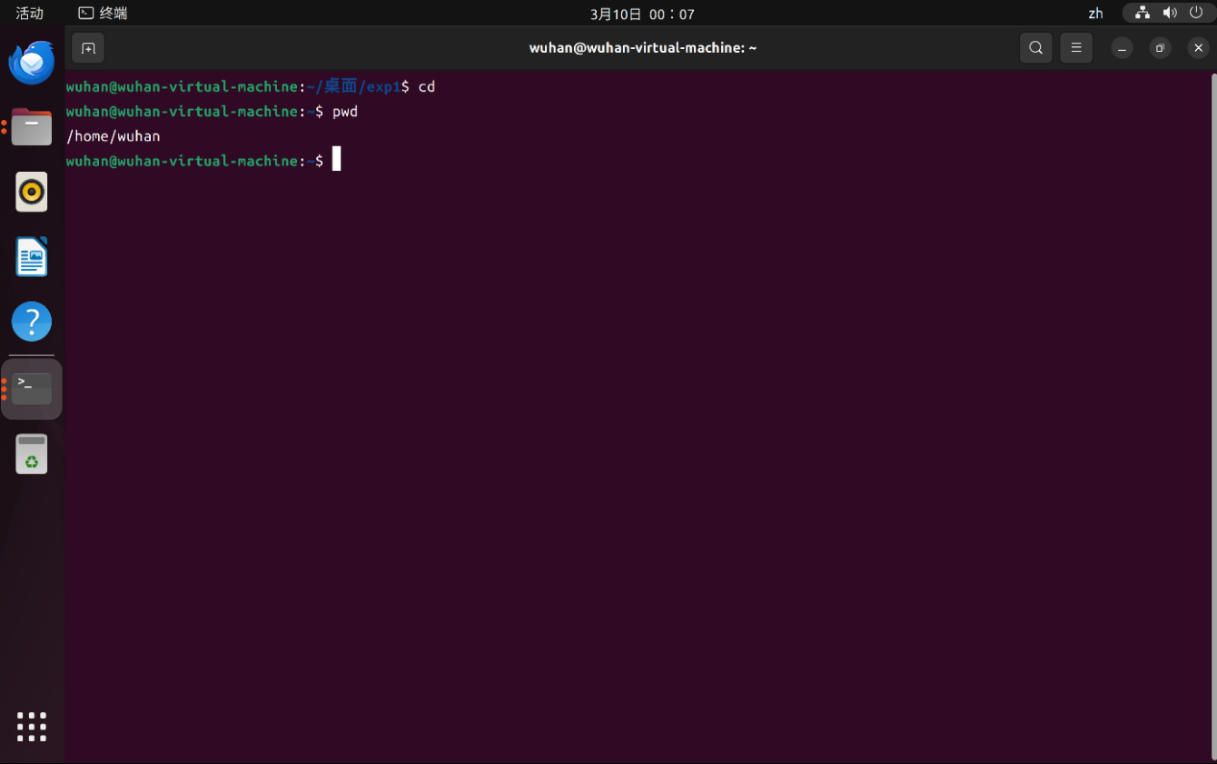 活动 终端 3月10日 00：07 zh
wuhan@wuhan-virtual-machine: ~
wuhan@wuhan-virtual-machine:~/桌面/exp1$ cd
wuhan@wuhan-virtual-machine:~$ pwd
/home/wuhan
wuhan@wuhan-virtual-machine:~$